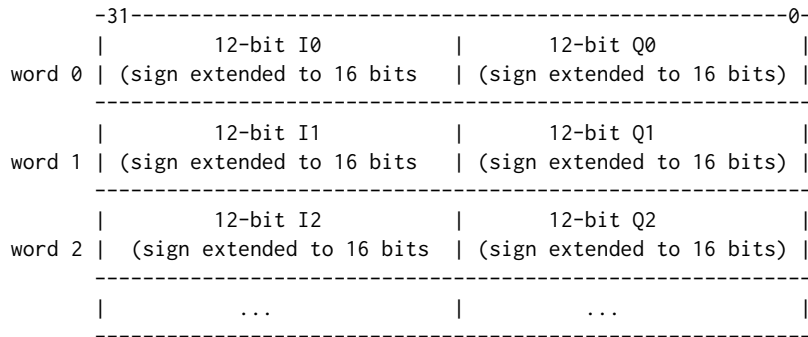 -31---------------------------------------------------------0-
|         12-bit I0            |        12-bit Q0             |
word 0 | (sign extended to 16 bits   | (sign extended to 16 bits) |
--------------------------------------------------------------
|         12-bit I1            |        12-bit Q1             |
word 1 | (sign extended to 16 bits   | (sign extended to 16 bits) |
--------------------------------------------------------------
|         12-bit I2            |        12-bit Q2             |
word 2 |  (sign extended to 16 bits  | (sign extended to 16 bits) |
--------------------------------------------------------------
|           ...                |           ...                |
--------------------------------------------------------------